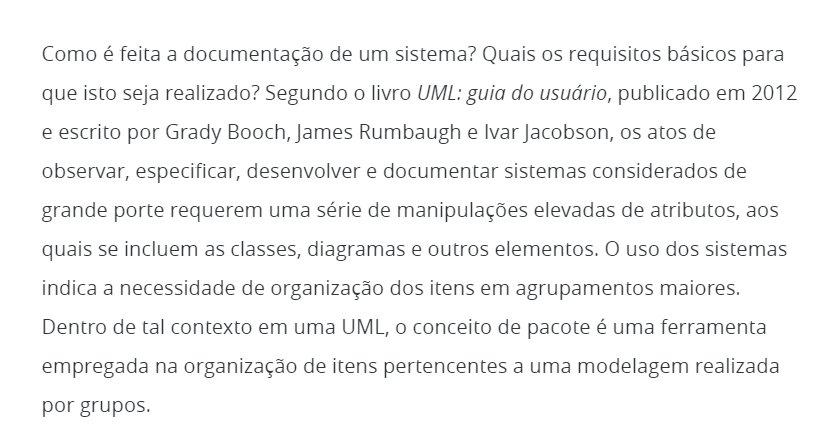 Como é feita a documentação de um sistema? Quais os requisitos básicos para
que isto seja realizado? Segundo o livro UML: guia do usuário, publicado em 2012
e escrito por Grady Booch, James Rumbaugh e Ivar Jacobson, os atos de
observar, especificar, desenvolver e documentar sistemas considerados de
grande porte requerem uma série de manipulações elevadas de atributos, aos
quais se incluem as classes, diagramas e outros elementos. O uso dos sistemas
indica a necessidade de organização dos itens em agrupamentos maiores.
Dentro de tal contexto em uma UML, o conceito de pacote é uma ferramenta
empregada na organização de itens pertencentes a uma modelagem realizada
por grupos.